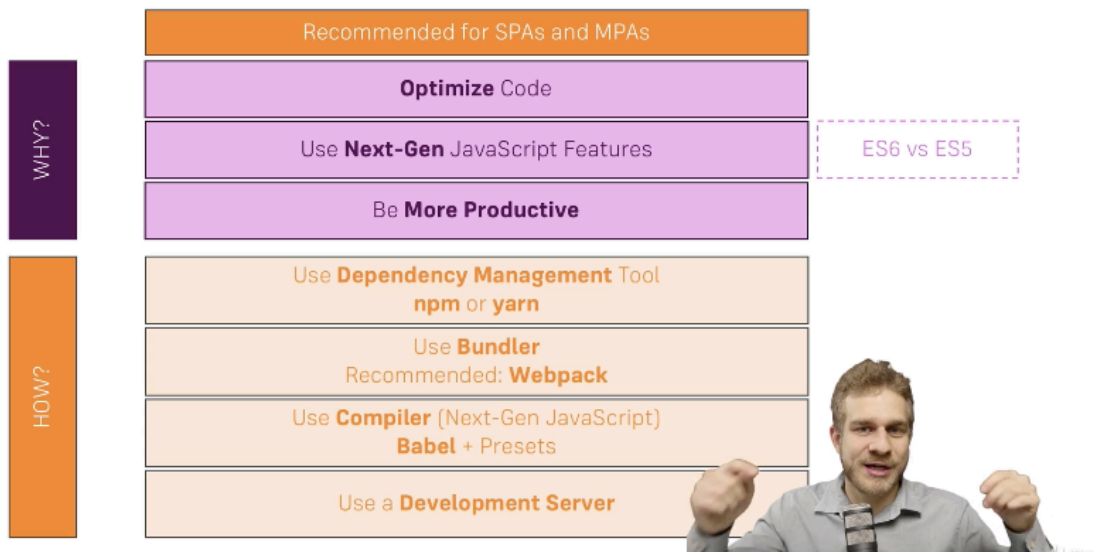 Recommended for SPAs and MPAs
WHY?
Optimize Code
Use Next-Gen JavaScript Features
ES6 vs ES5
Be More Productive
HOW?
Use Dependency Management Tool
npm or yarn
Use Bundler
Recommended: Webpack
Use Compiler (Next-Gen JavaScript)
Babel + Presets
Use a Development Server